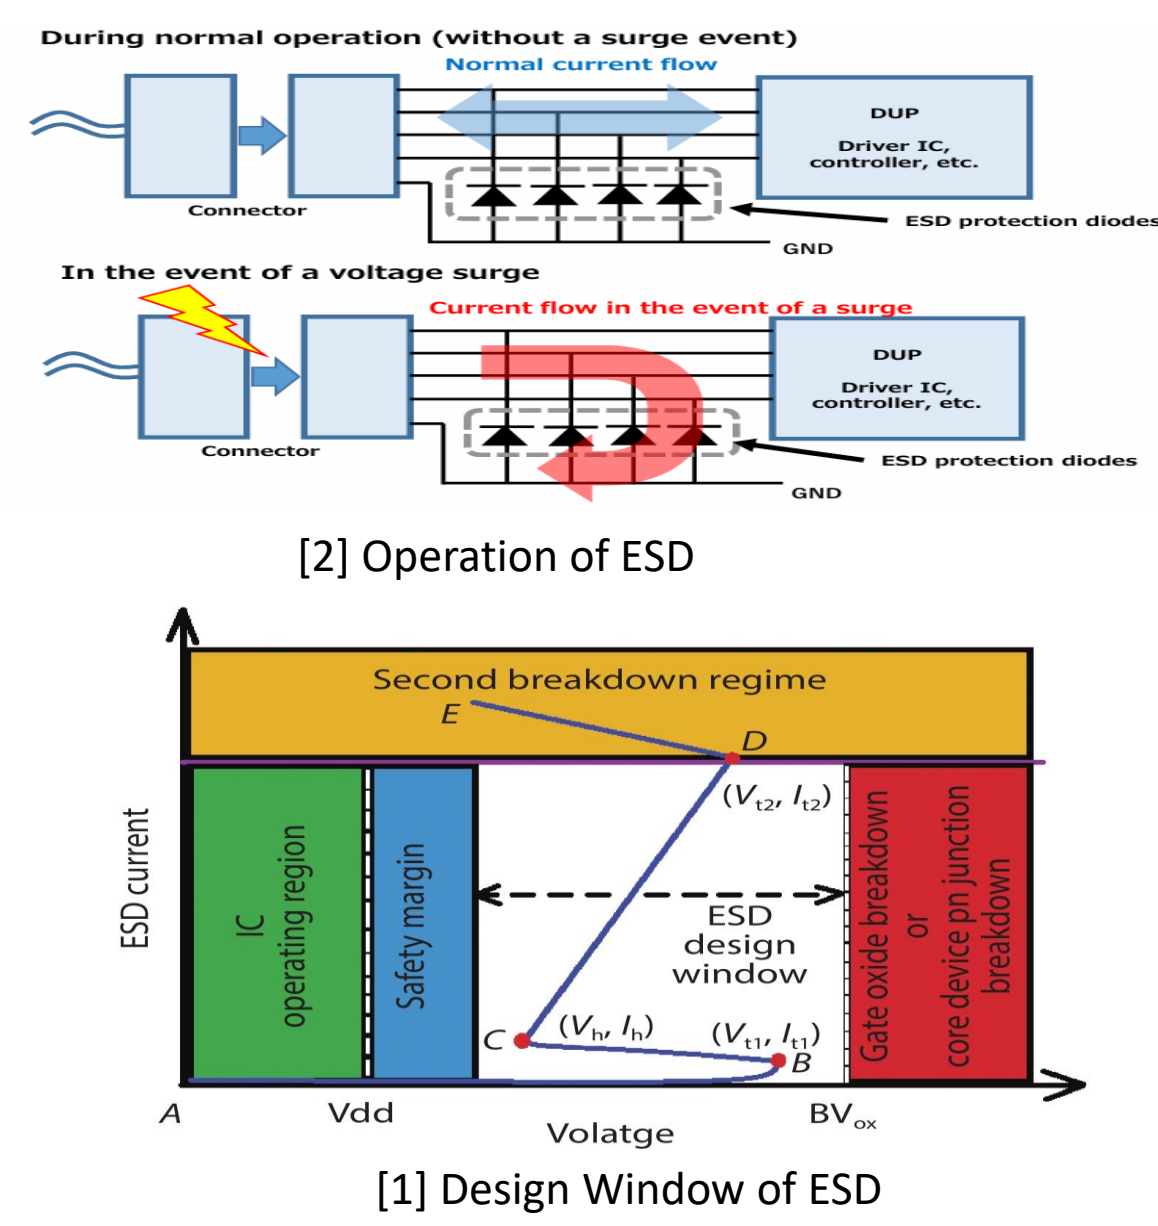 During normal operation (without a surge event)
Normal current flow
DUP
Driver IC,
controller, etc.
Connector
ESD protection diodes
GND
In the event of a voltage surge
Current flow in the event of a surge
DUP
Driver IC,
controller, etc.
Connector
ESD protection diodes
GND
[2] Operation of ESD
Second breakdown regime
E
D
(Vt2, It2)
ESD current
IC
operating region
Safety margin
ESD
design
window
Gate oxide breakdown
or
core device pn junction
breakdown
C
(Vh, Ih)
(Vt1, It1)
B
A
Vdd
Volatge
BVox
[1] Design Window of ESD